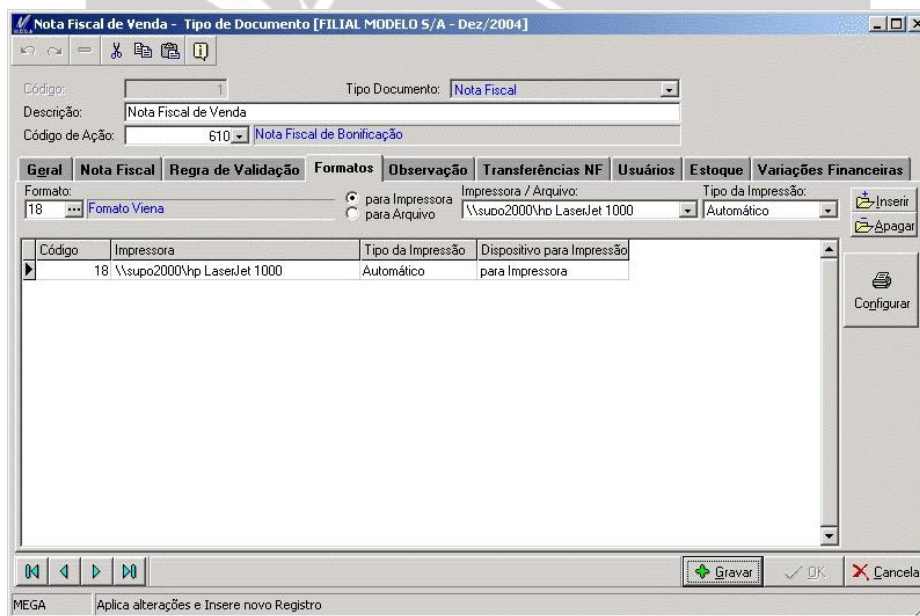 Nota Fiscal de Venda - Tipo de Documento [FILIAL MODELO S/A - Dez/2004]
Código: 1 Tipo Documento: Nota Fiscal
Descrição: Nota Fiscal de Venda
Código de Ação: 610 Nota Fiscal de Bonificação
Geral Nota Fiscal Regra de Validação Formatos Observação Transferências NF Usuários Estoque Variações Financeiras
Formato: Impressora / Arquivo: Tipo da Impressão:
18 ... Fomato Viena para Impressora \\supo2000\hp LaserJet 1000 Automático Inserir
para Arquivo Apagar
Código Impressora Tipo da Impressão Dispositivo para Impressão
18 \\supo2000\hp LaserJet 1000 Automático para Impressora
Configurar
Gravar OK Cancela
MEGA Aplica alterações e Insere novo Registro